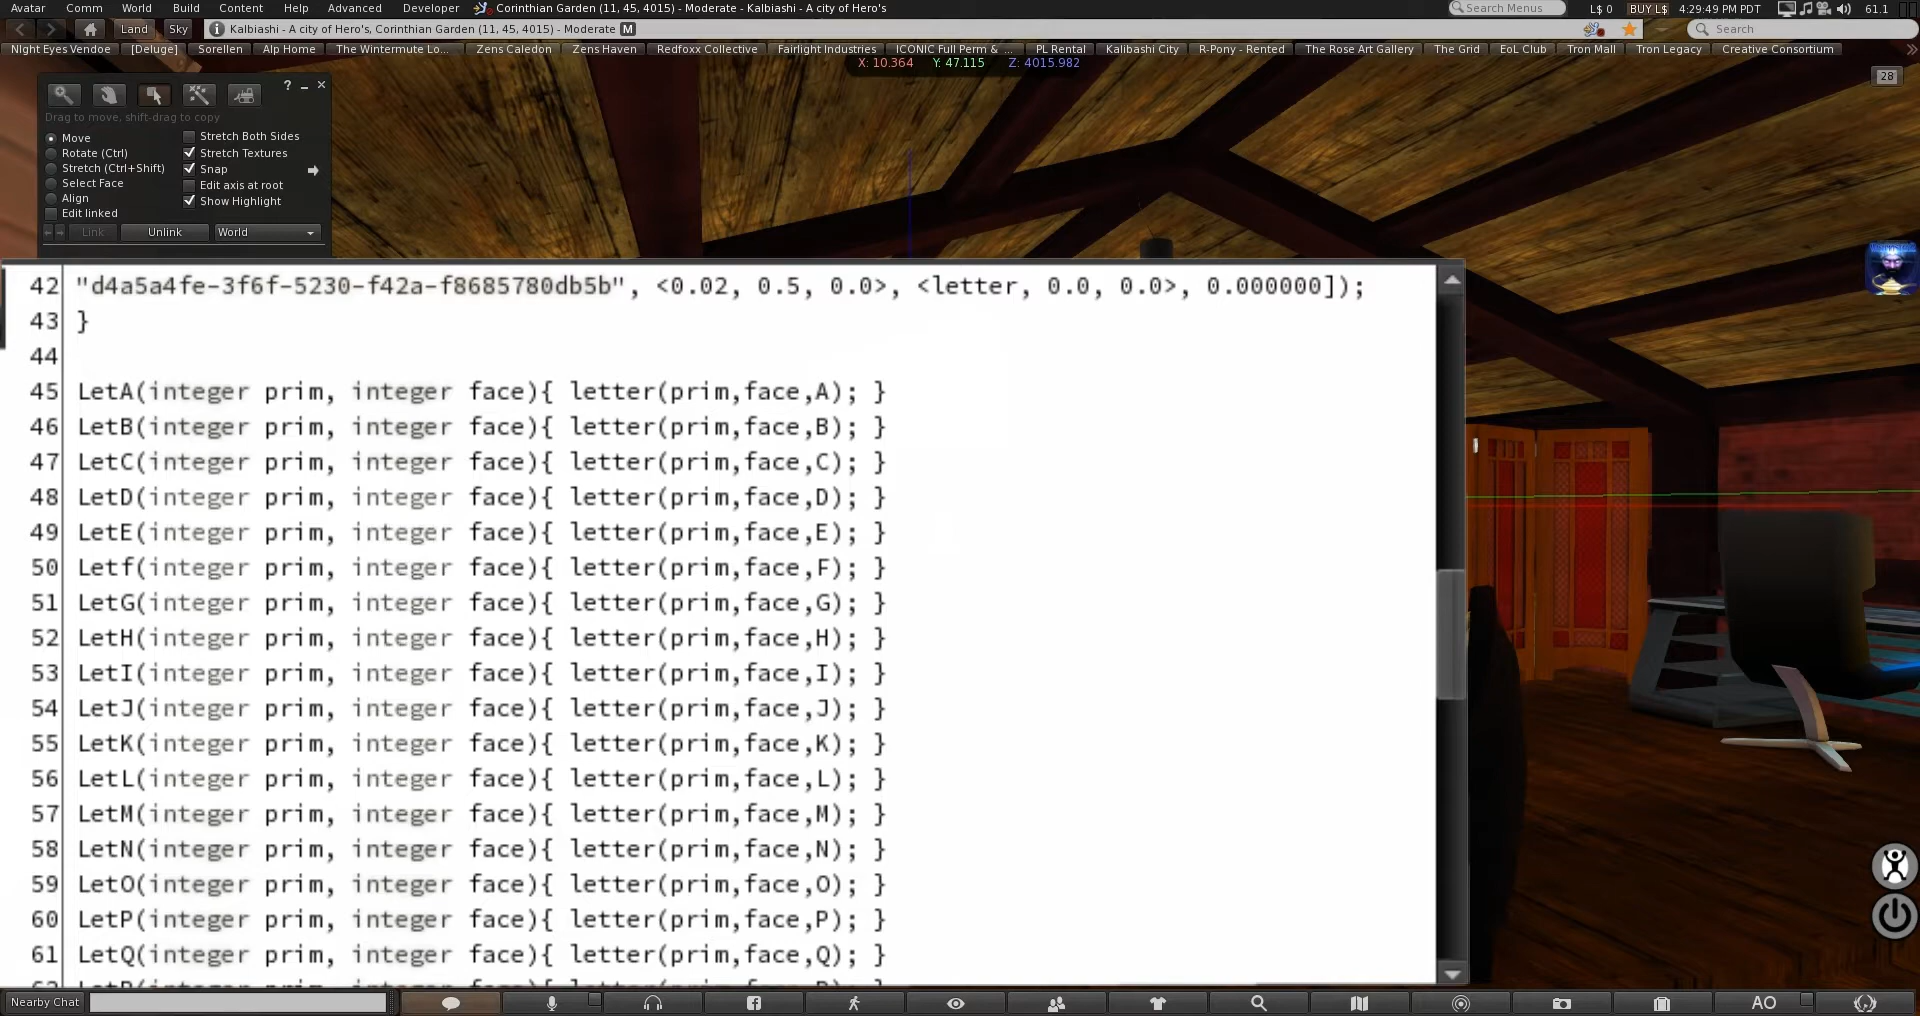 Avatar Comm World Build Content Help Advanced Developer Corinthian Garden (11, 45, 4015) - Moderate - Kalbiashi - A city of Hero's Search Menus L$ 0 BUY L$ 4:29:49 PM PDT 61.1
Land Sky Kalbiashi - A city of Hero's, Corinthian Garden (11, 45, 4015) - Moderate M Search
NIght Eyes Vendoe [Deluge] Sorellen Alp Home The Wintermute Lo... Zens Caledon Zens Haven Redfoxx Collective Fairlight Industries ICONIC Full Perm & ... PL Rental Kalibashi City R-Pony - Rented The Rose Art Gallery The Grid EoL Club Tron Mall Tron Legacy Creative Consortium
X: 10.364 Y: 47.115 Z: 4015.982
28
Drag to move, shift-drag to copy
Move
Rotate (Ctrl)
Stretch (Ctrl+Shift)
Select Face
Align
Edit linked
Stretch Both Sides
Stretch Textures
Snap
Edit axis at root
Show Highlight
Link Unlink World
42 "d4a5a4fe-3f6f-5230-f42a-f8685780db5b", <0.02, 0.5, 0.0>, <letter, 0.0, 0.0>, 0.000000]);
43 }
44
45 LetA(integer prim, integer face){ letter(prim,face,A); }
46 LetB(integer prim, integer face){ letter(prim,face,B); }
47 LetC(integer prim, integer face){ letter(prim,face,C); }
48 LetD(integer prim, integer face){ letter(prim,face,D); }
49 LetE(integer prim, integer face){ letter(prim,face,E); }
50 Letf(integer prim, integer face){ letter(prim,face,F); }
51 LetG(integer prim, integer face){ letter(prim,face,G); }
52 LetH(integer prim, integer face){ letter(prim,face,H); }
53 LetI(integer prim, integer face){ letter(prim,face,I); }
54 LetJ(integer prim, integer face){ letter(prim,face,J); }
55 LetK(integer prim, integer face){ letter(prim,face,K); }
56 LetL(integer prim, integer face){ letter(prim,face,L); }
57 LetM(integer prim, integer face){ letter(prim,face,M); }
58 LetN(integer prim, integer face){ letter(prim,face,N); }
59 LetO(integer prim, integer face){ letter(prim,face,O); }
60 LetP(integer prim, integer face){ letter(prim,face,P); }
61 LetQ(integer prim, integer face){ letter(prim,face,Q); }
Nearby Chat AO